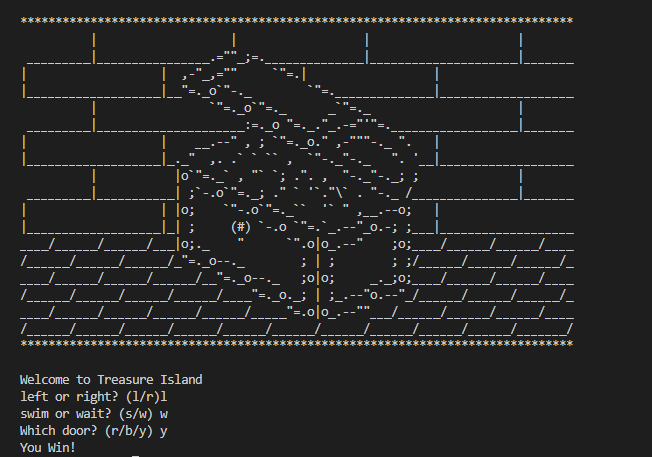 Welcome to Treasure Island
left or right? (l/r)l
swim or wait? (s/w) w
Which door? (r/b/y) y
You Win!